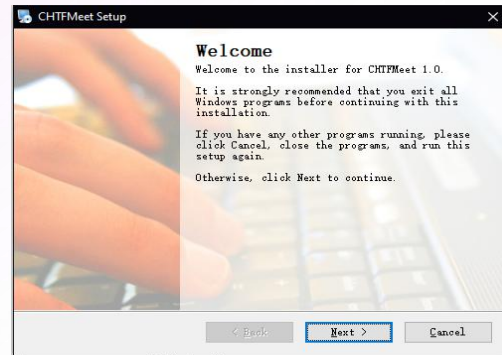 CHTFMeet Setup
Welcome
Welcome to the installer for CHTFMeet 1.0.
It is strongly recommended that you exit all
Windows programs before continuing with this
installation.
If you have any other programs running, please
click Cancel, close the programs, and run this
setup again.
Otherwise, click Next to continue.
< Back
Next >
Cancel